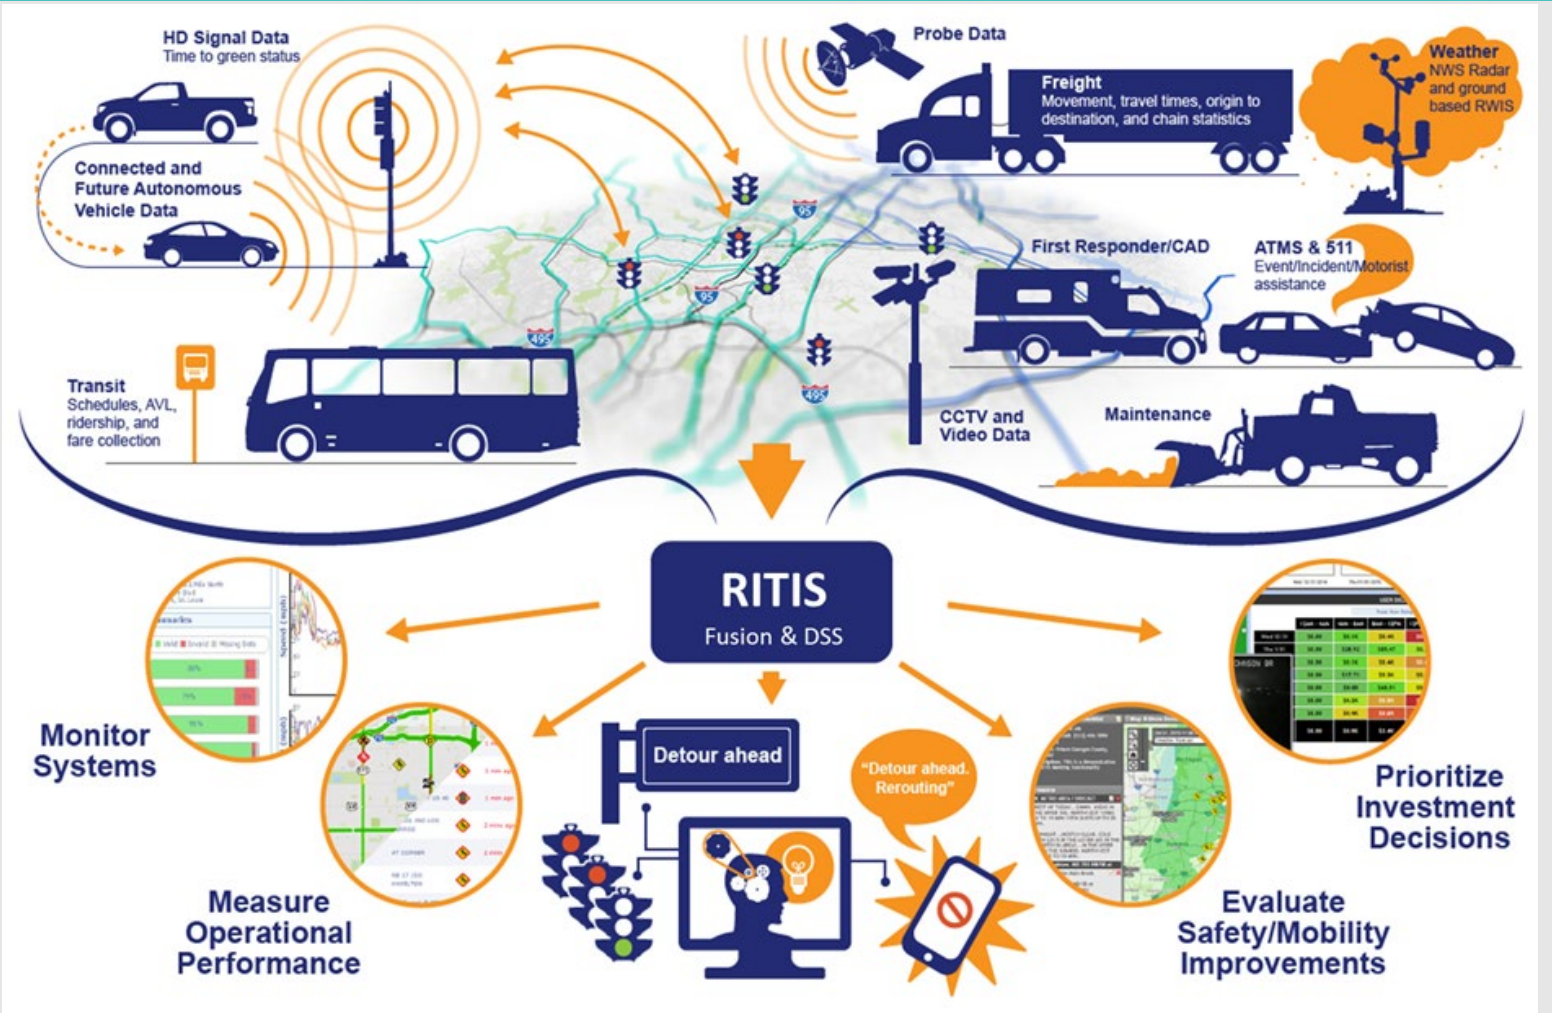 HD Signal Data
Time to green status
Connected and
Future Autonomous
Vehicle Data
Probe Data
Freight
Movement, travel times, origin to
destination, and chain statistics
Weather
NWS Radar
and ground
based RWIS
95
95
495
495
First Responder/CAD
ATMS & 511
Event/Incident/Motorist
assistance
Transit
Schedules, AVL,
ridership, and
fare collection
CCTV and
Video Data
Maintenance
RITIS
Fusion & DSS
Monitor
Systems
Speed (mph)
Measure
Operational
Performance
Detour ahead
"Detour ahead.
Rerouting"
Evaluate
Safety/Mobility
Improvements
Prioritize
Investment
Decisions